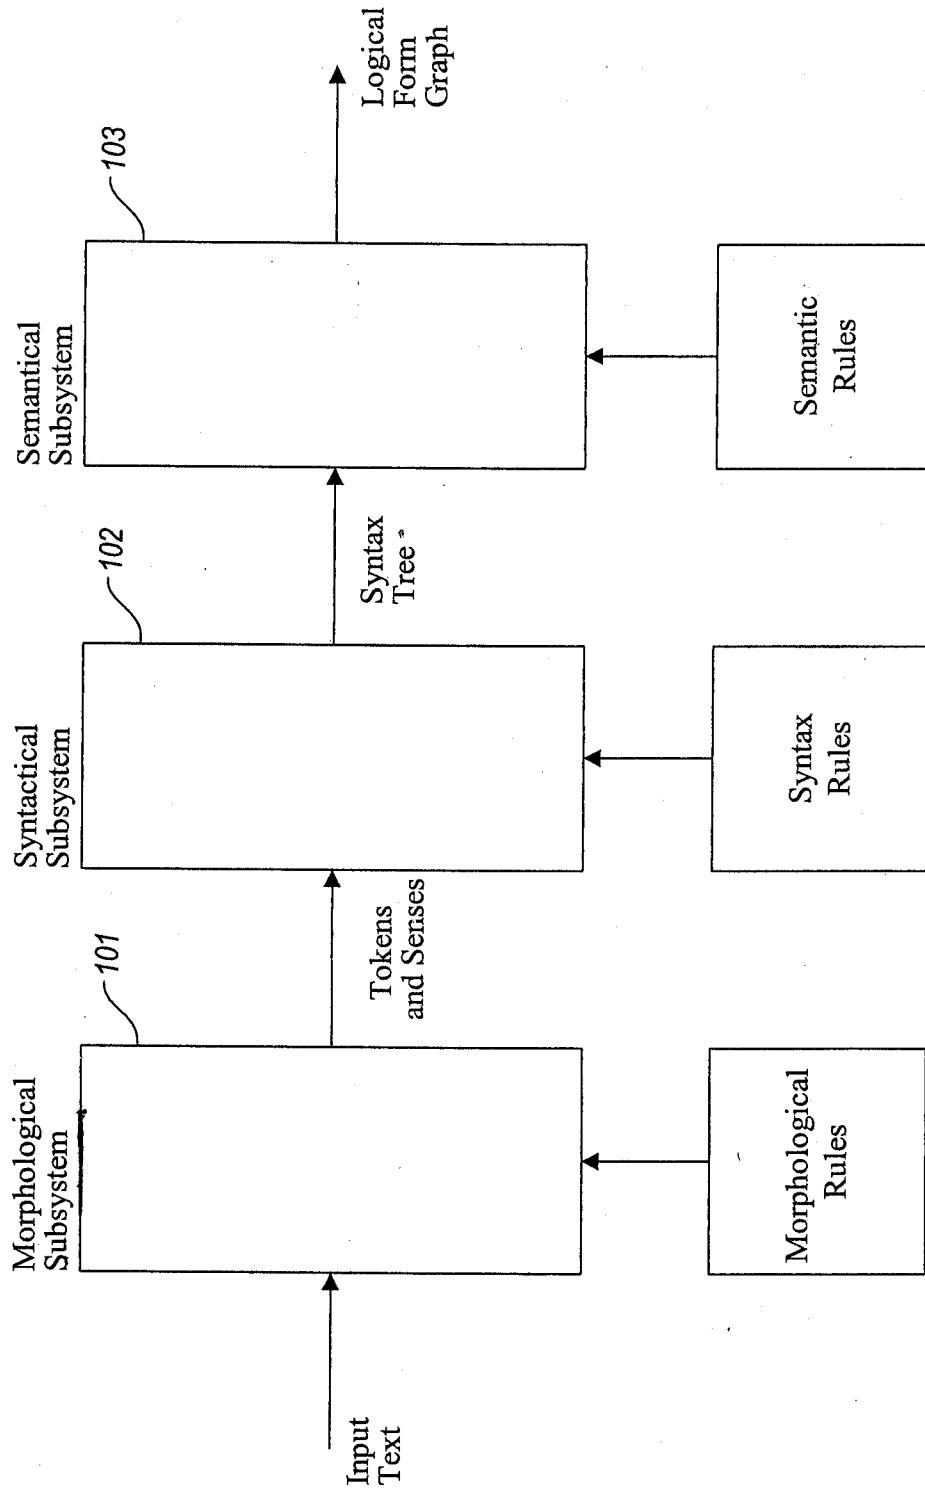 Morphological
Subsystem
101
Syntactical
Subsystem
102
Semantical
Subsystem
103
Input
Text
Tokens
and Senses
Syntax
Tree
Logical
Form
Graph
Morphological
Rules
Syntax
Rules
Semantic
Rules